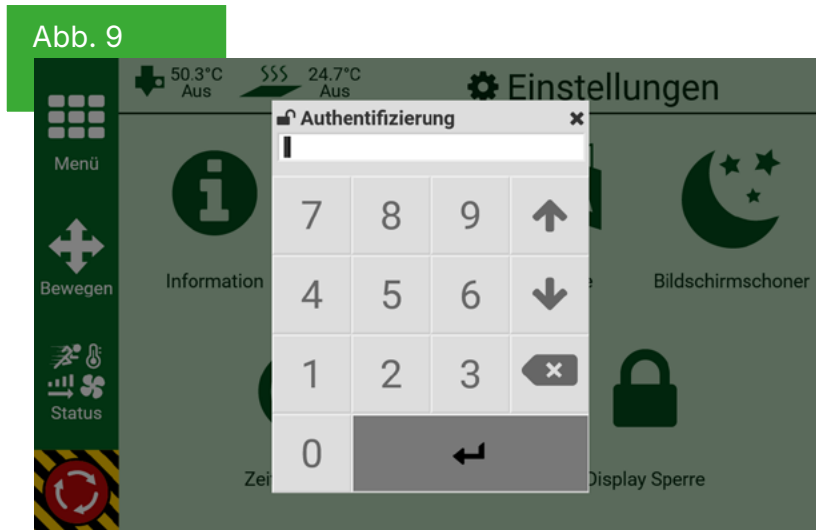 Abb. 9
50.3°C
Aus
24.7°C
Aus
Einstellungen
Menü
Bewegen
Status
Authentifizierung
7 8 9
4 5 6
1 2 3
0
Information
Bildschirmschoner
Display Sperre